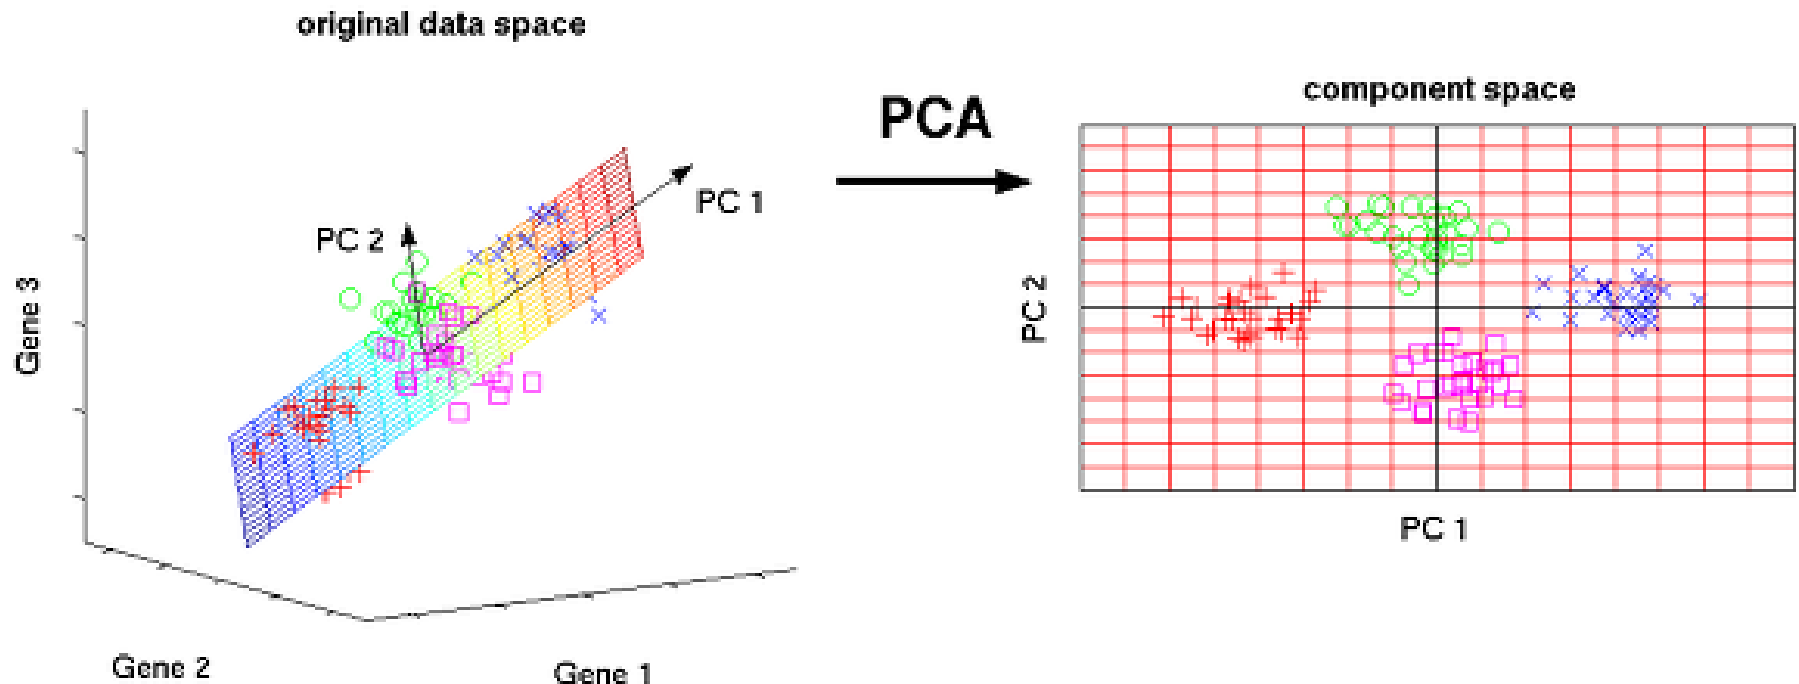 original data space
PC 1
PC 2
Gene 3
Gene 2
Gene 1
PCA
component space
PC 2
PC 1